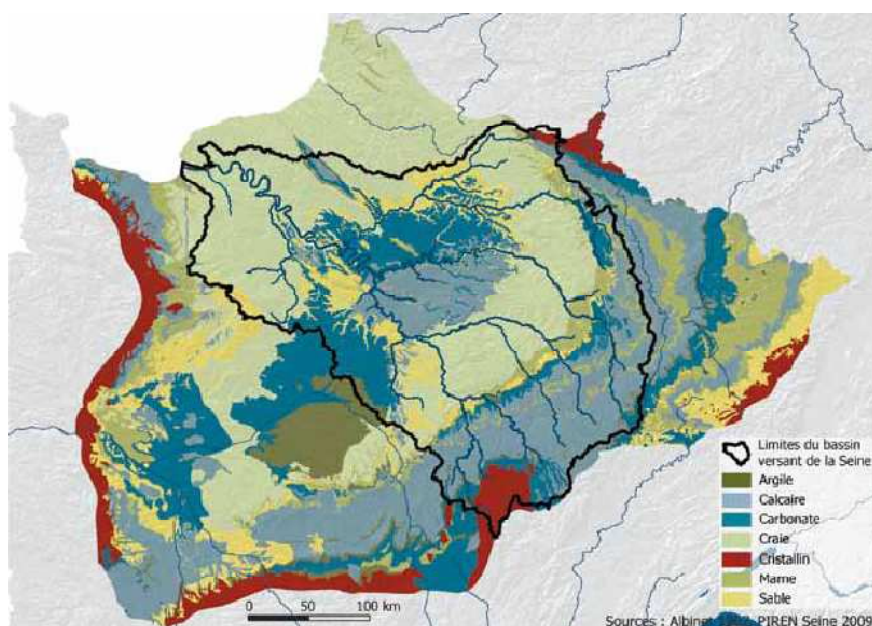 Limites du bassin
versant de la Seine
Argile
Calcaire
Carbonate
Craie
Cristallin
Marne
Sable
0 50 100 km
Sources : Albinet PIREN Seine 2009